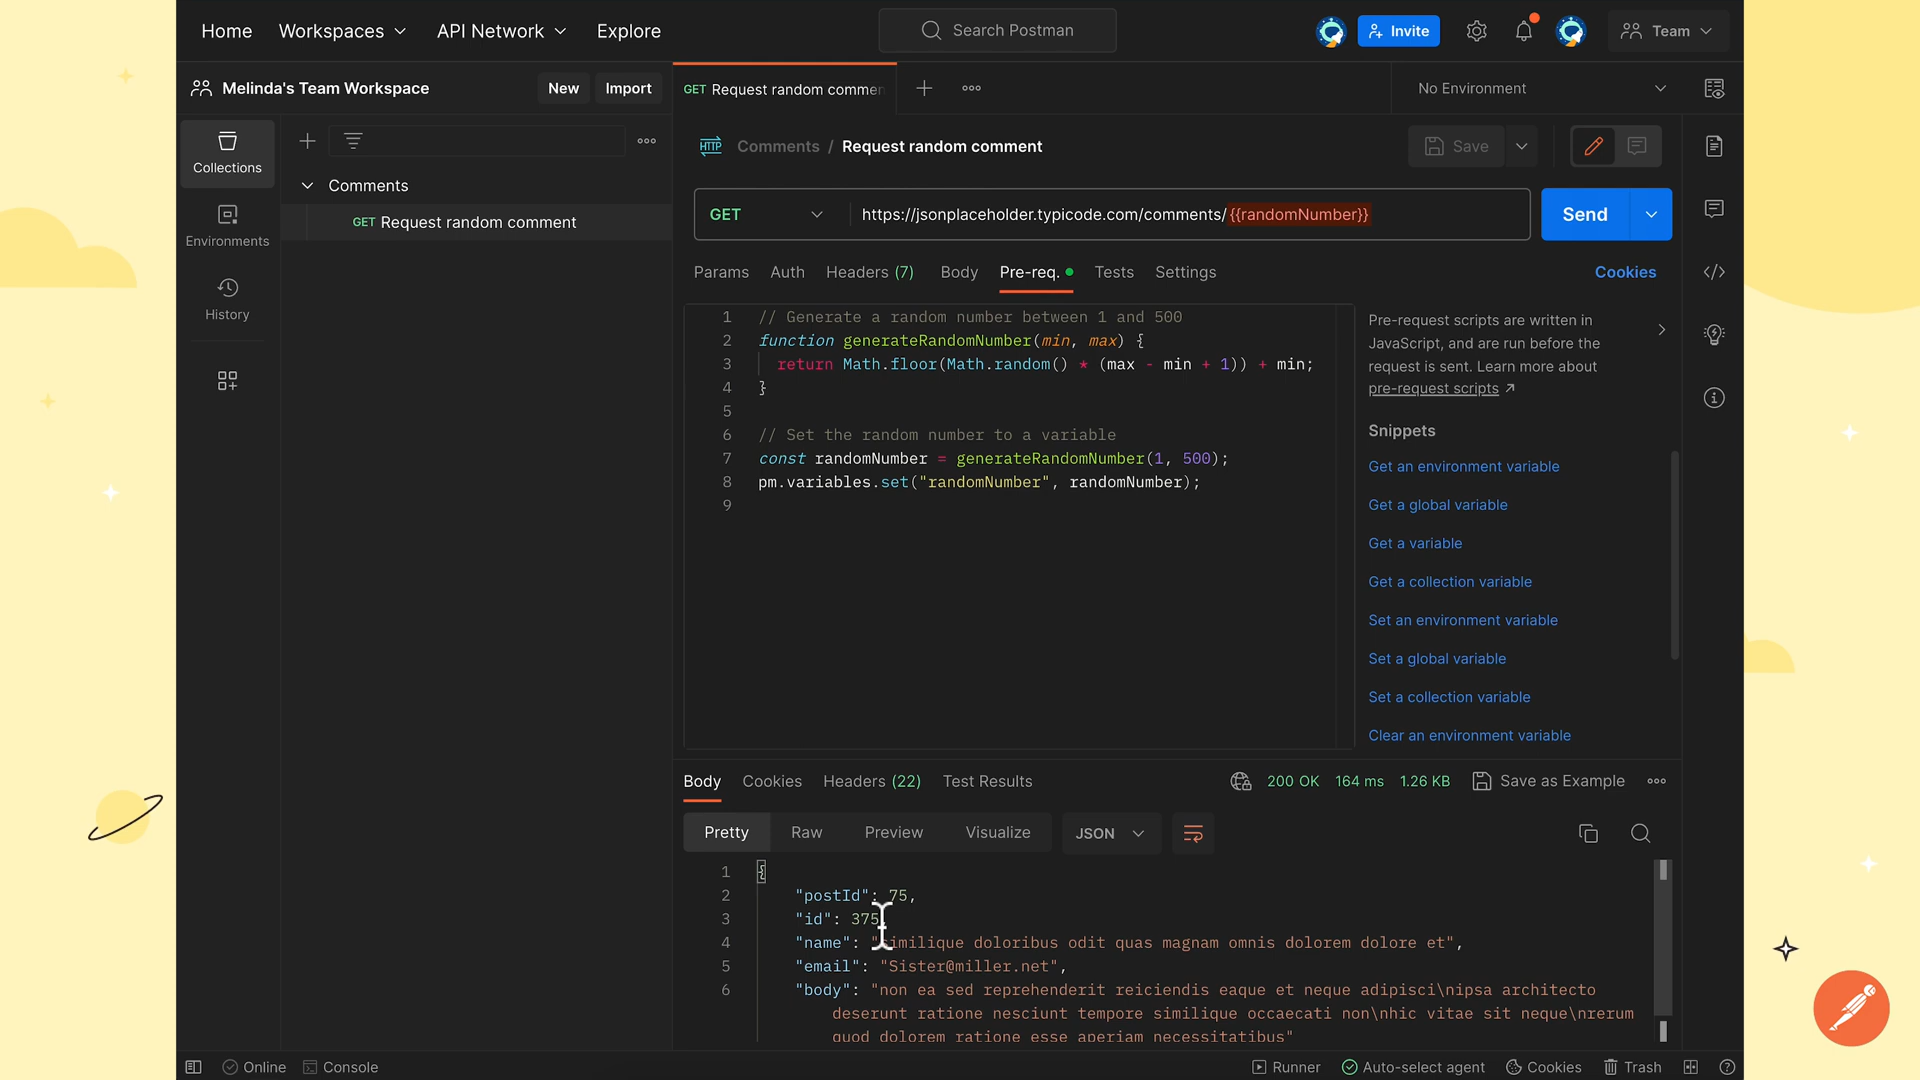 Home Workspaces API Network Explore Search Postman Invite Team
Melinda's Team Workspace New Import GET Request random commen No Environment
Collections
Environments
History
Comments
GET Request random comment
HTTP Comments / Request random comment Save
GET https://jsonplaceholder.typicode.com/comments/{{randomNumber}} Send
Params Auth Headers (7) Body Pre-req. Tests Settings Cookies
1 // Generate a random number between 1 and 500
2 function generateRandomNumber(min, max) {
3 return Math.floor(Math.random() * (max - min + 1)) + min;
4 }
5
6 // Set the random number to a variable
7 const randomNumber = generateRandomNumber(1, 500);
8 pm.variables.set("randomNumber", randomNumber);
9
Pre-request scripts are written in
JavaScript, and are run before the
request is sent. Learn more about
pre-request scripts ↗
Snippets
Get an environment variable
Get a global variable
Get a variable
Get a collection variable
Set an environment variable
Set a global variable
Set a collection variable
Clear an environment variable
Body Cookies Headers (22) Test Results 200 OK 164 ms 1.26 KB Save as Example
Pretty Raw Preview Visualize JSON
1 {
2 "postId": 75,
3 "id": 375,
4 "name": "similique doloribus odit quas magnam omnis dolorem dolore et",
5 "email": "Sister@miller.net",
6 "body": "non ea sed reprehenderit reiciendis eaque et neque adipisci\nipsa architecto
deserunt ratione nesciunt tempore similique occaecati non\nhic vitae sit neque\nrerum
quod dolorem ratione esse aperiam necessitatibus"
Online Console Runner Auto-select agent Cookies Trash